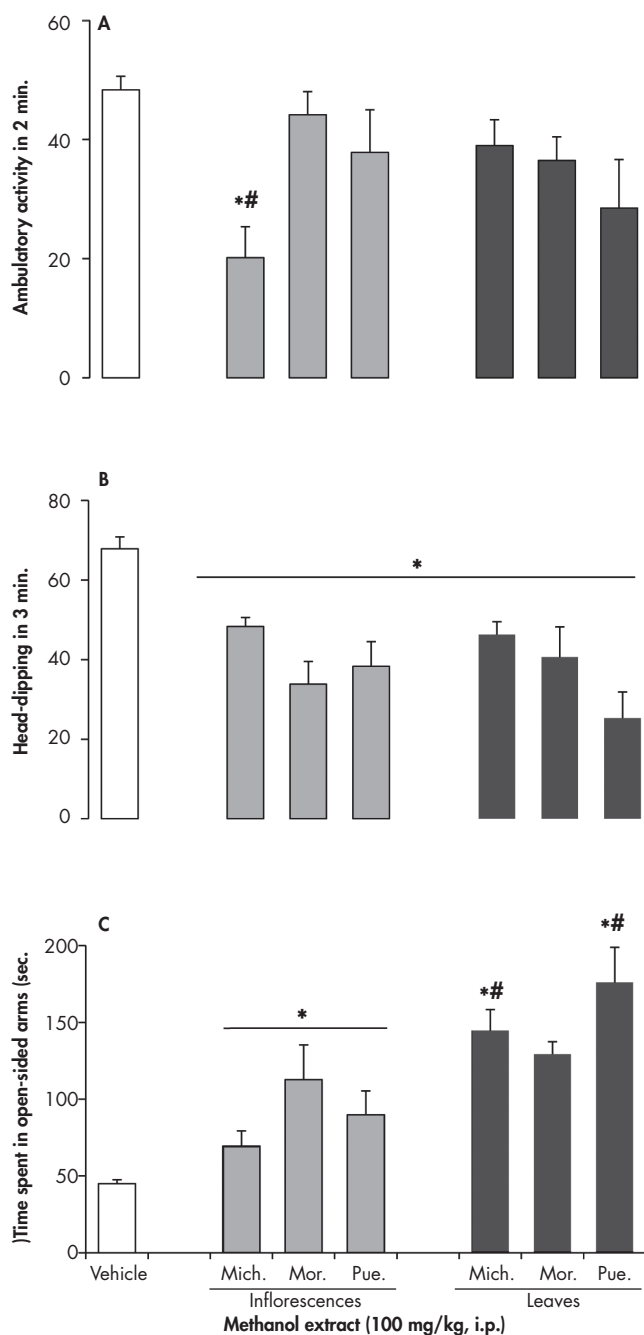 A
Ambulatory activity in 2 min.
60
40
20
0
*#
B
Head-dipping in 3 min.
80
60
40
20
0
*
C
)Time spent in open-sided arms (sec.
200
150
100
50
0
*
*#
*#
Vehicle Mich. Mor. Pue. Mich. Mor. Pue.
Inflorescences Leaves
Methanol extract (100 mg/kg, i.p.)